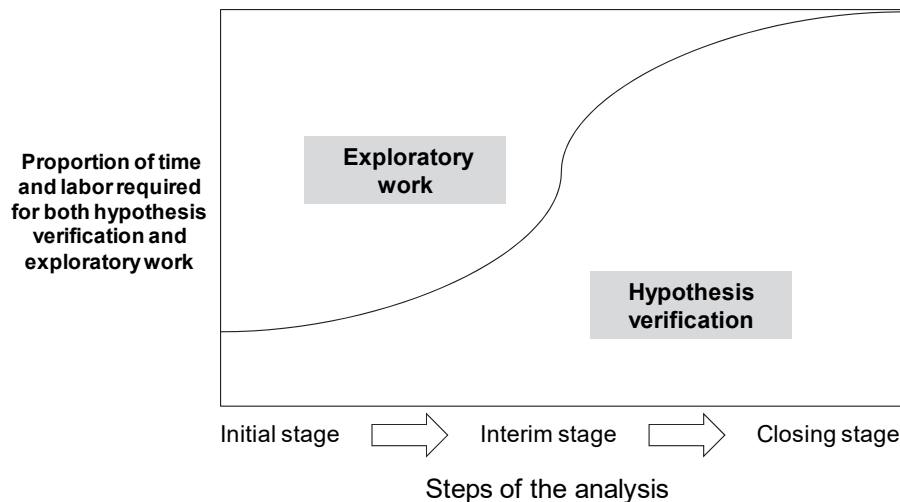 Proportion of time
and labor required
for both hypothesis
verification and
exploratory work
Exploratory
work
Hypothesis
verification
Initial stage
Interim stage
Closing stage
Steps of the analysis